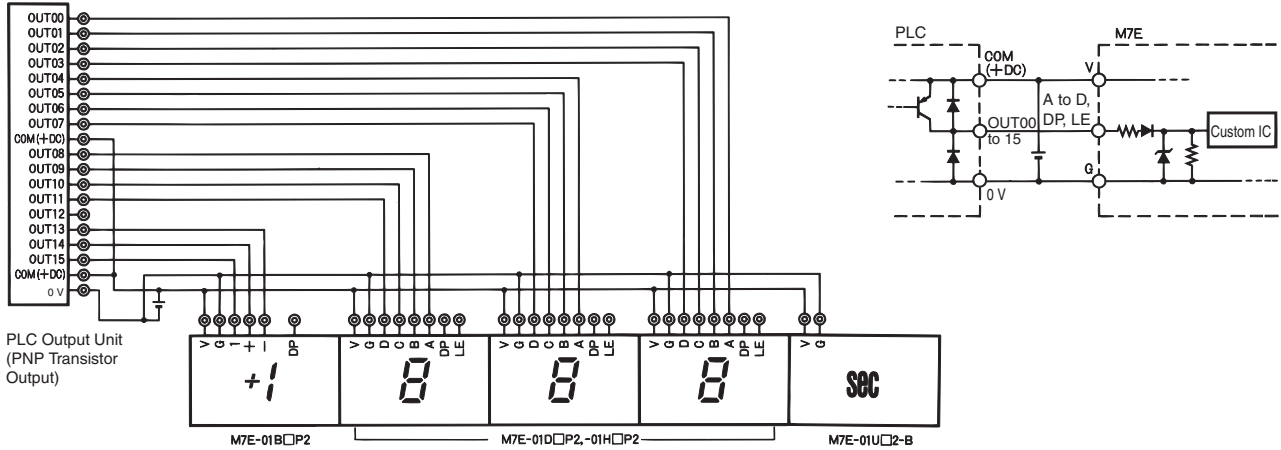 OUT00
OUT01
OUT02
OUT03
OUT04
OUT05
OUT06
OUT07
COM(+DC)
OUT08
OUT09
OUT10
OUT11
OUT12
OUT13
OUT14
OUT15
COM(+DC)
0 V
PLC Output Unit
(PNP Transistor
Output)
V G 1 + − DP
V G D C B A DP LE
V G D C B A DP LE
V G D C B A DP LE
V G
+1
8
8
8
sec
M7E-01B□P2
M7E-01D□P2,-01H□P2
M7E-01U□2-B
PLC
M7E
COM
(+DC)
V
A to D,
DP, LE
OUT00
to 15
Custom IC
G
0 V